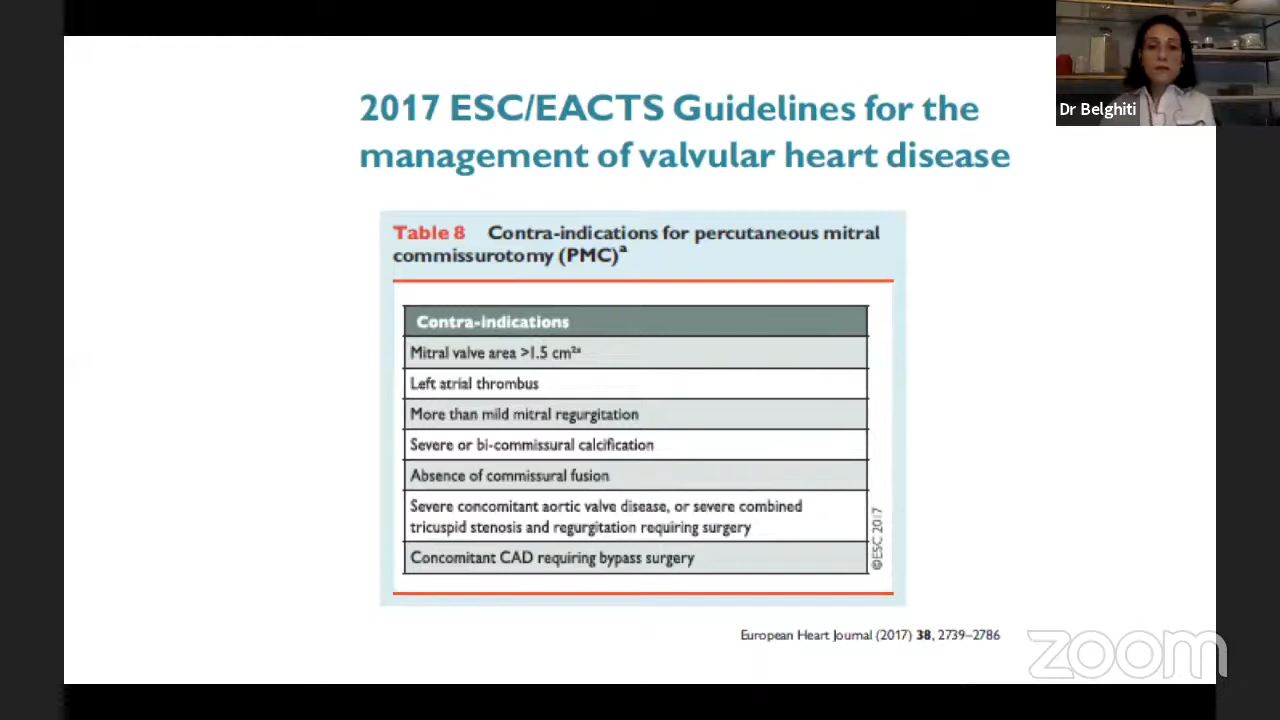 Dr Belghiti
2017 ESC/EACTS Guidelines for the
management of valvular heart disease
Table 8 Contra-indications for percutaneous mitral
commissurotomy (PMC)ᵃ
Contra-indications
Mitral valve area >1.5 cm²ᵃ
Left atrial thrombus
More than mild mitral regurgitation
Severe or bi-commissural calcification
Absence of commissural fusion
Severe concomitant aortic valve disease, or severe combined
tricuspid stenosis and regurgitation requiring surgery
Concomitant CAD requiring bypass surgery
©ESC 2017
European Heart Journal (2017) 38, 2739–2786
zoom